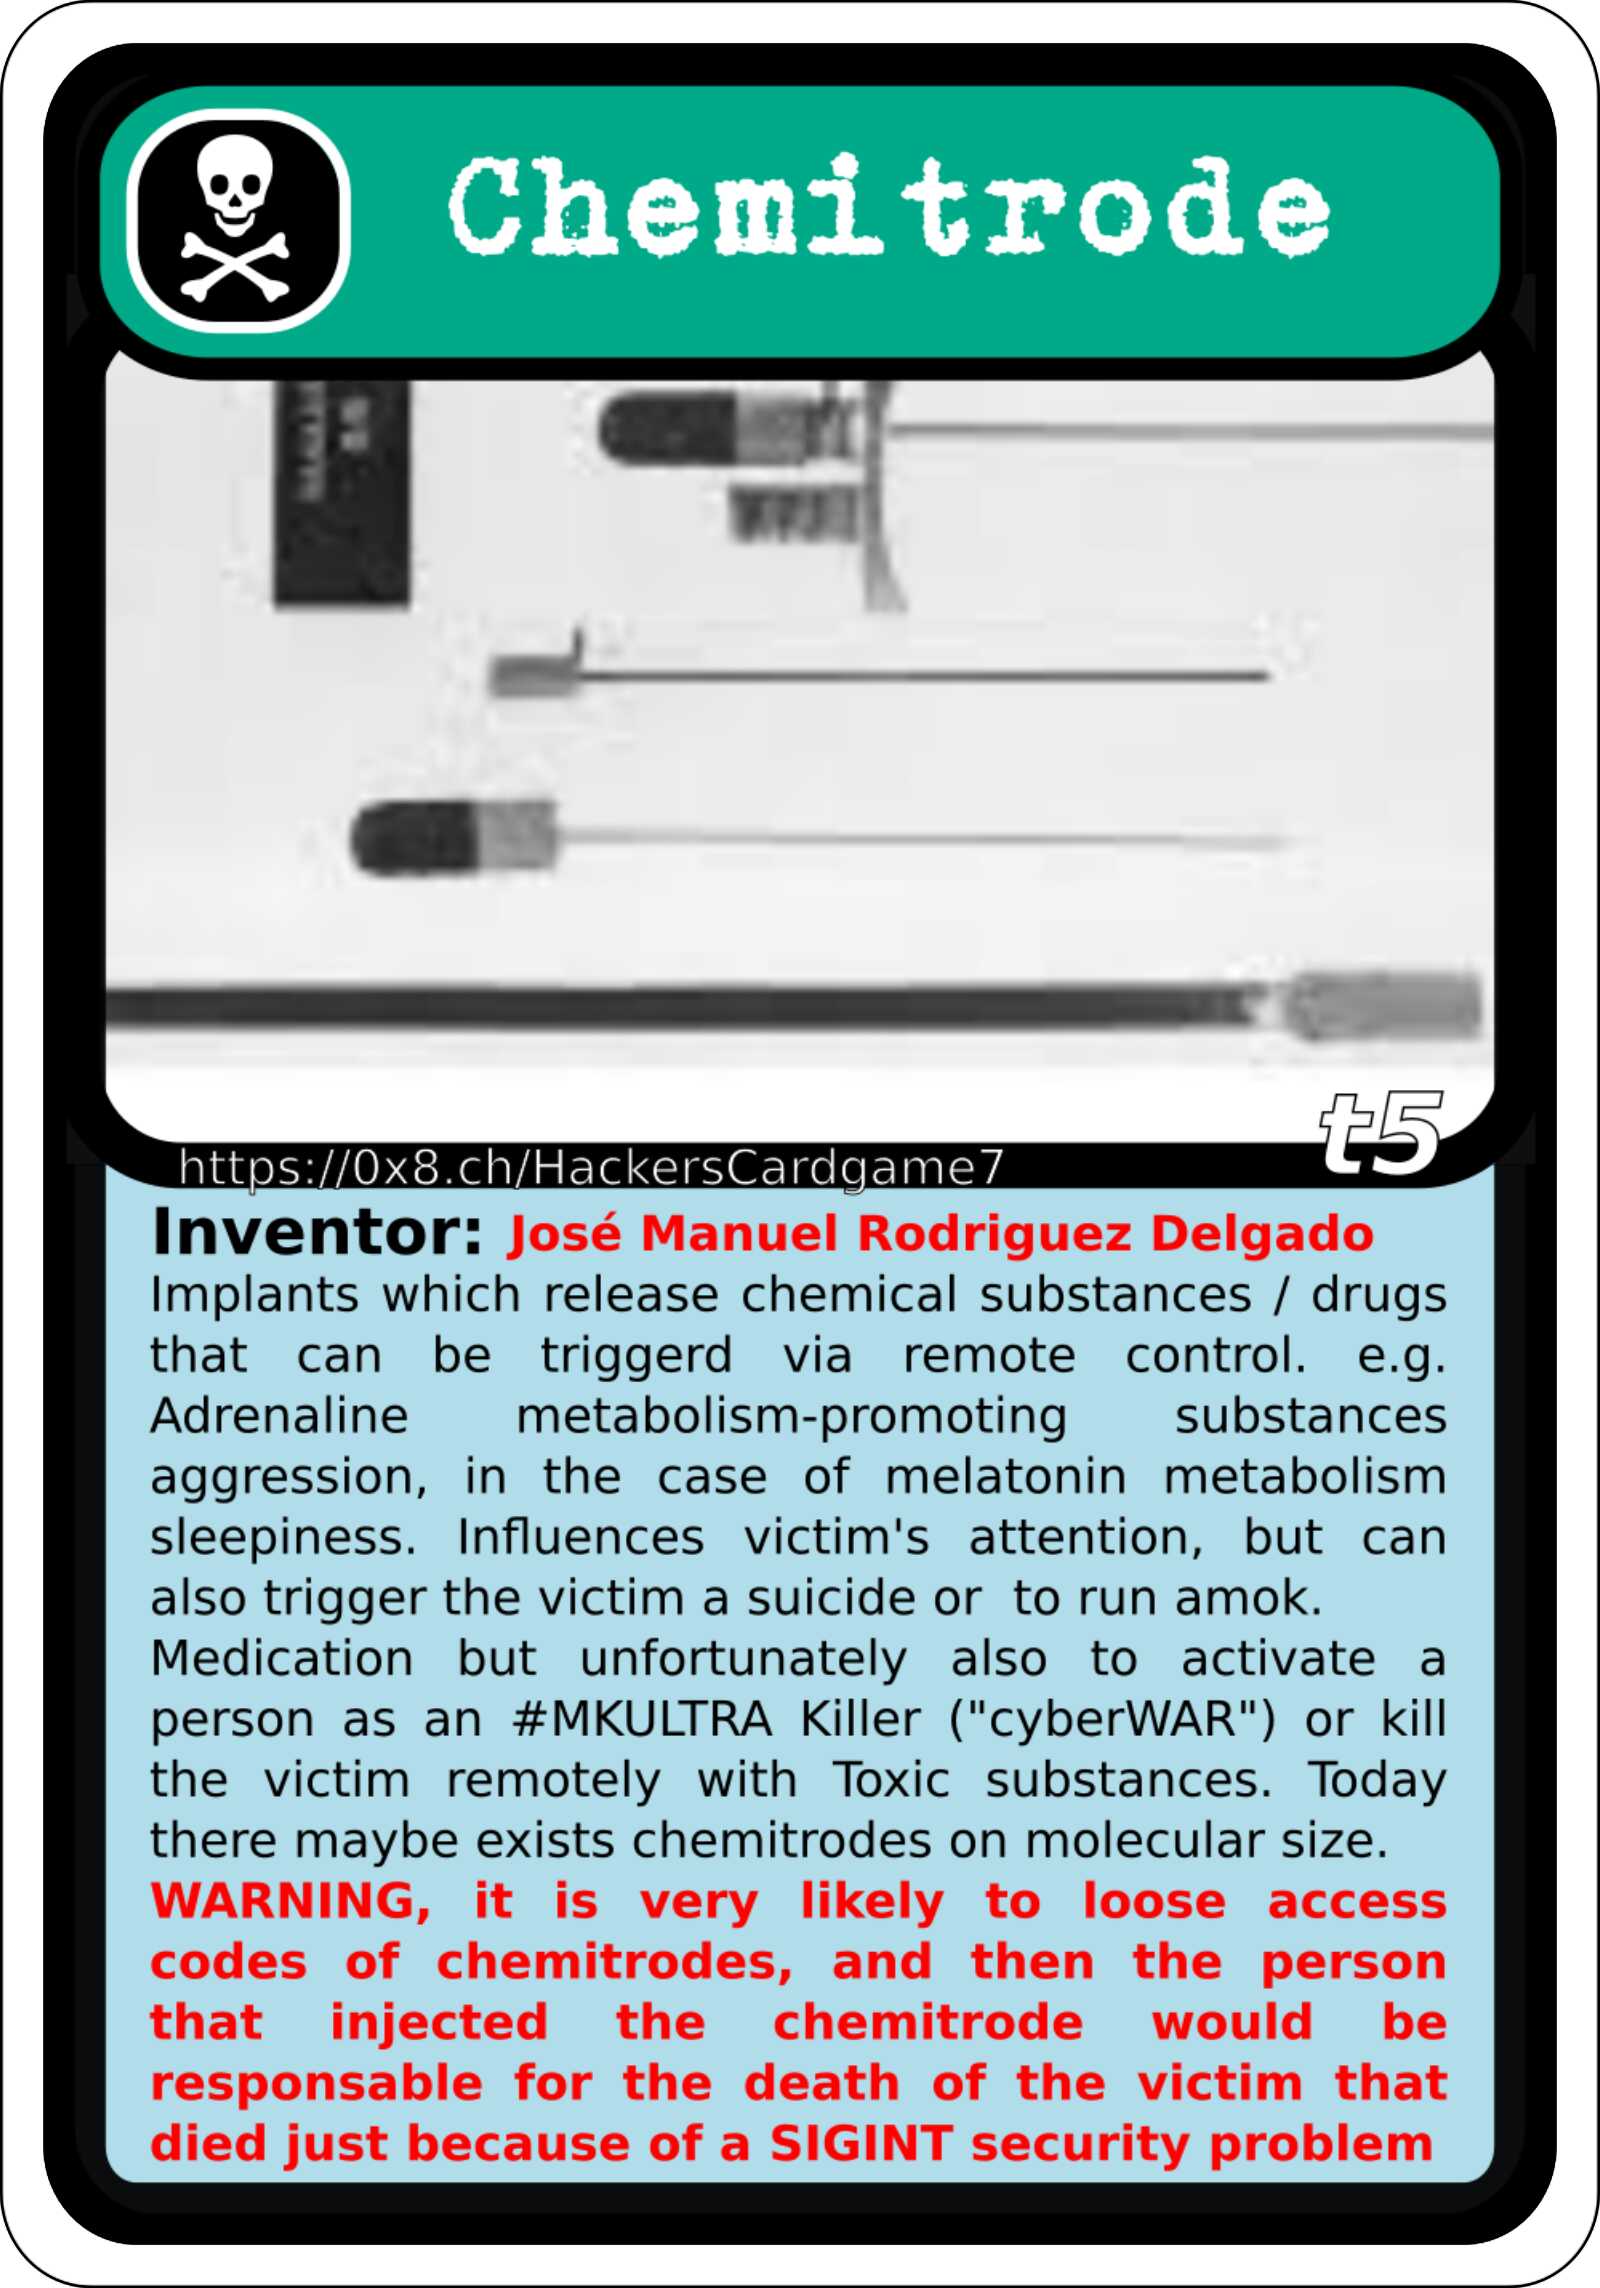 Chemitrode
t5
https://0x8.ch/HackersCardgame7
Inventor: José Manuel Rodriguez Delgado
Implants which release chemical substances / drugs
that can be triggerd via remote control. e.g.
Adrenaline metabolism-promoting substances
aggression, in the case of melatonin metabolism
sleepiness. Influences victim's attention, but can
also trigger the victim a suicide or to run amok.
Medication but unfortunately also to activate a
person as an #MKULTRA Killer ("cyberWAR") or kill
the victim remotely with Toxic substances. Today
there maybe exists chemitrodes on molecular size.
WARNING, it is very likely to loose access
codes of chemitrodes, and then the person
that injected the chemitrode would be
responsable for the death of the victim that
died just because of a SIGINT security problem